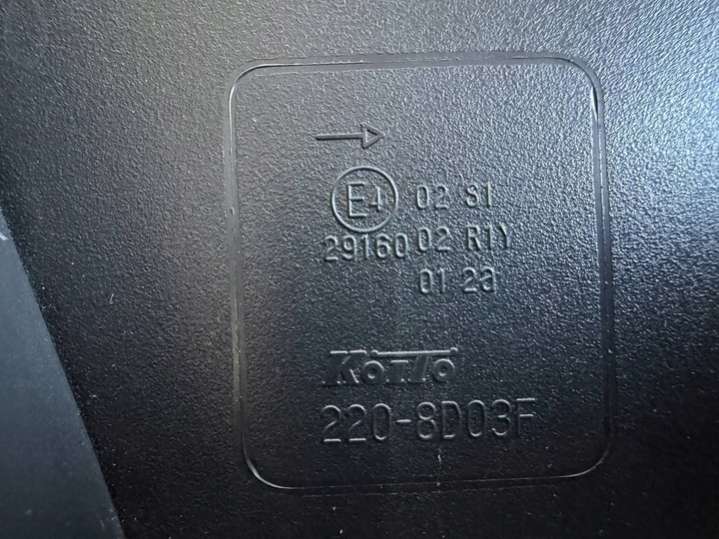 →
E4 02 S1
29160 02 R1Y
01 23
KoiTo
220-8D03F